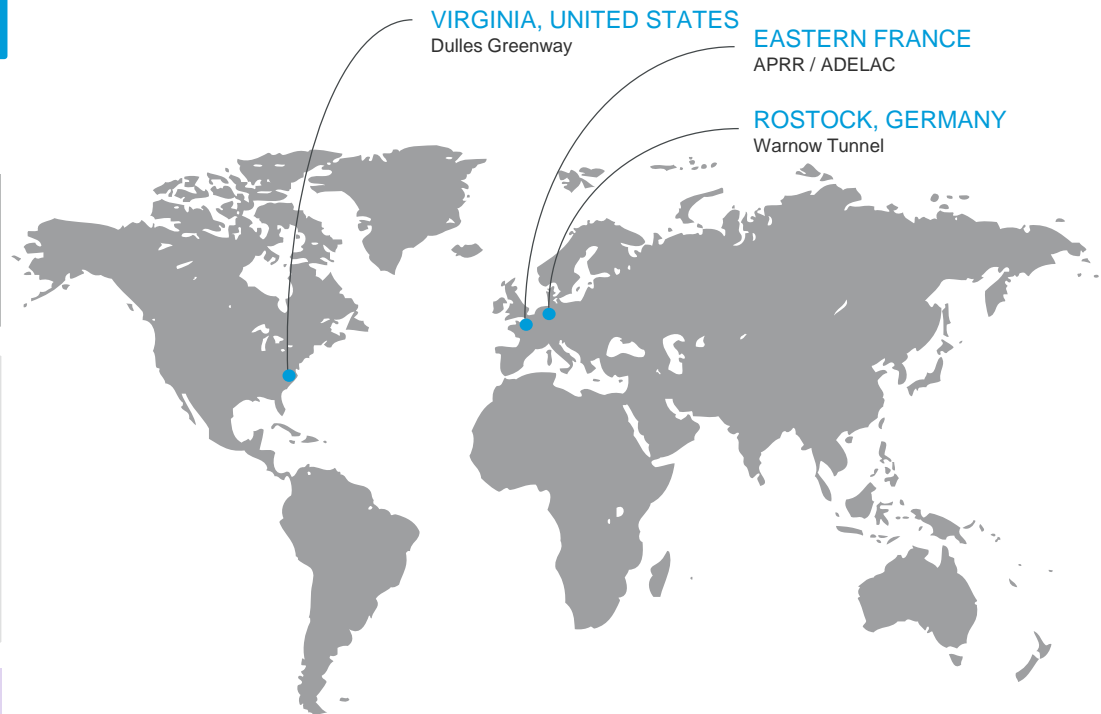 VIRGINIA, UNITED STATES
Dulles Greenway
EASTERN FRANCE
APRR / ADELAC
ROSTOCK, GERMANY
Warnow Tunnel